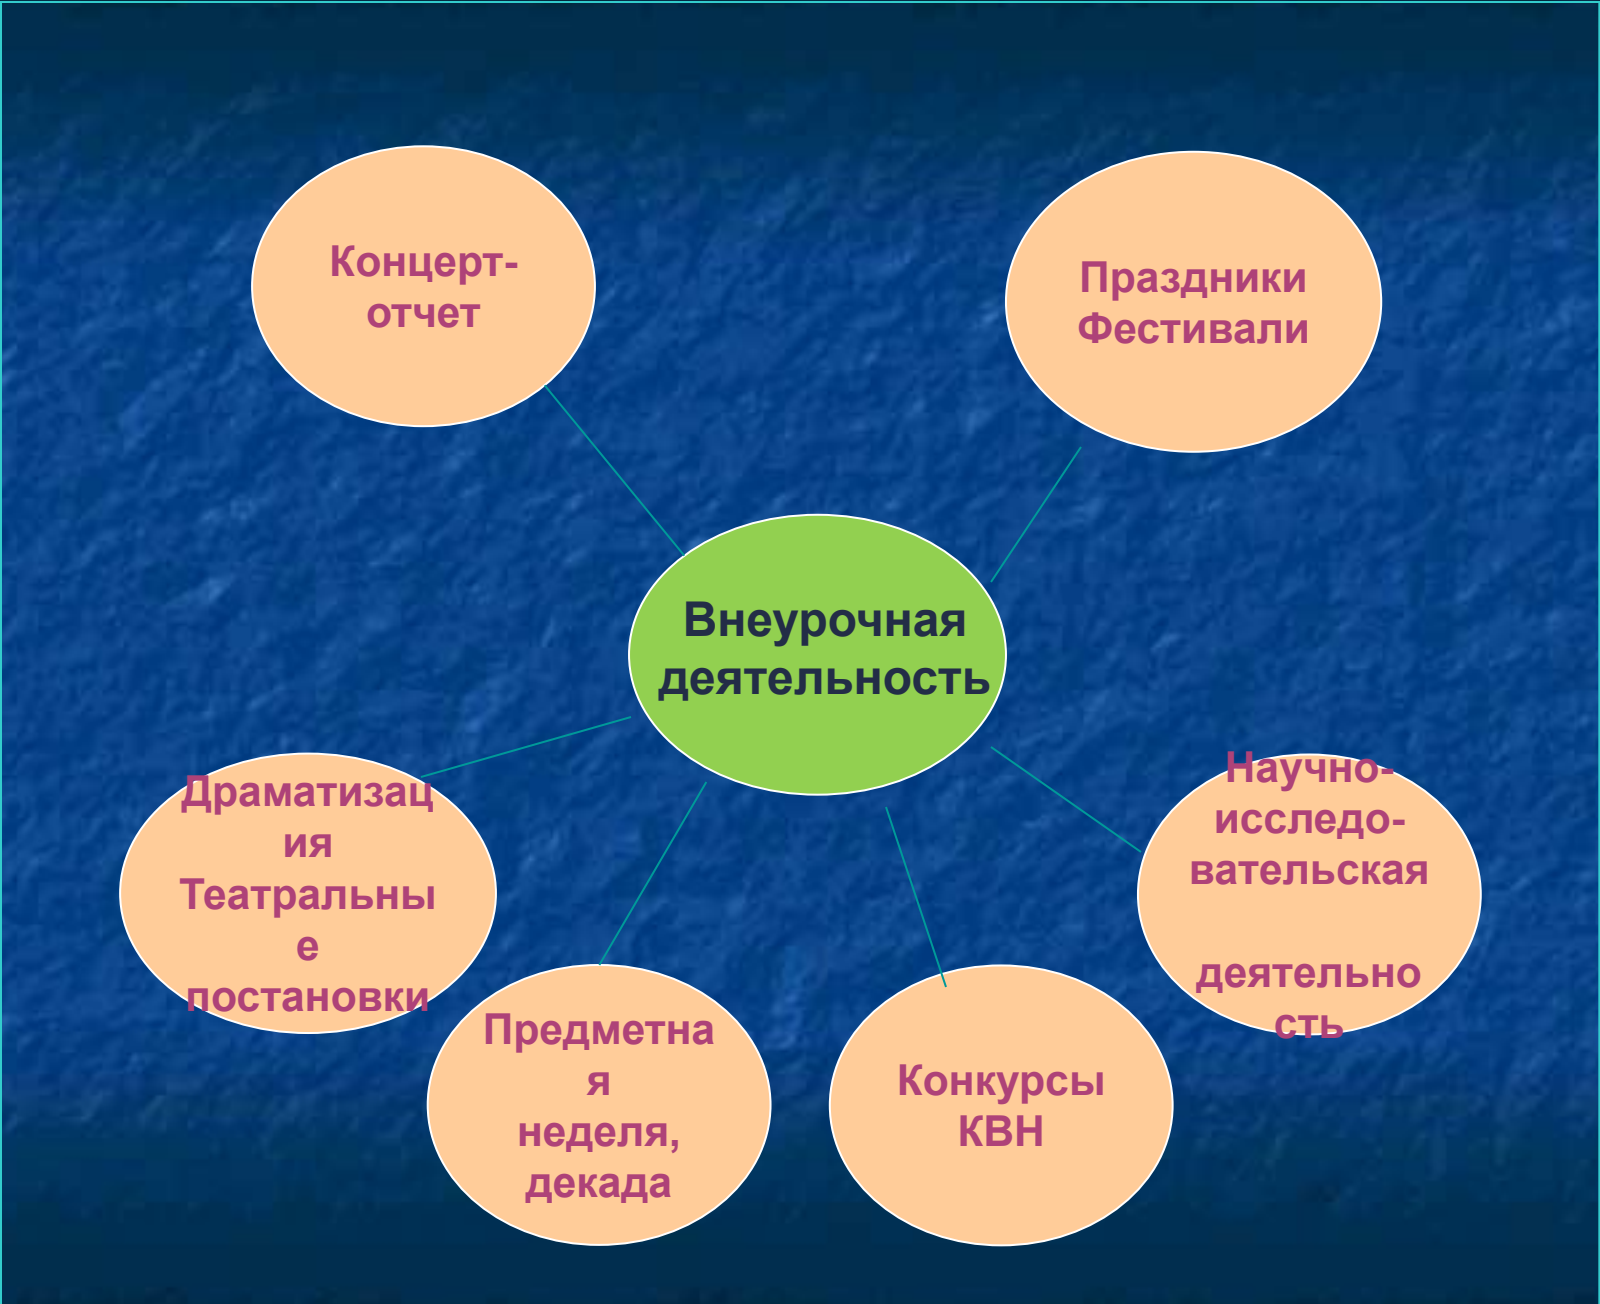 Концерт-
отчет
Праздники
Фестивали
Внеурочная
деятельность
Драматизац
ия
Театральны
е
постановки
Предметна
я
неделя,
декада
Конкурсы
КВН
Научно-
исследо-
вательская
деятельно
сть